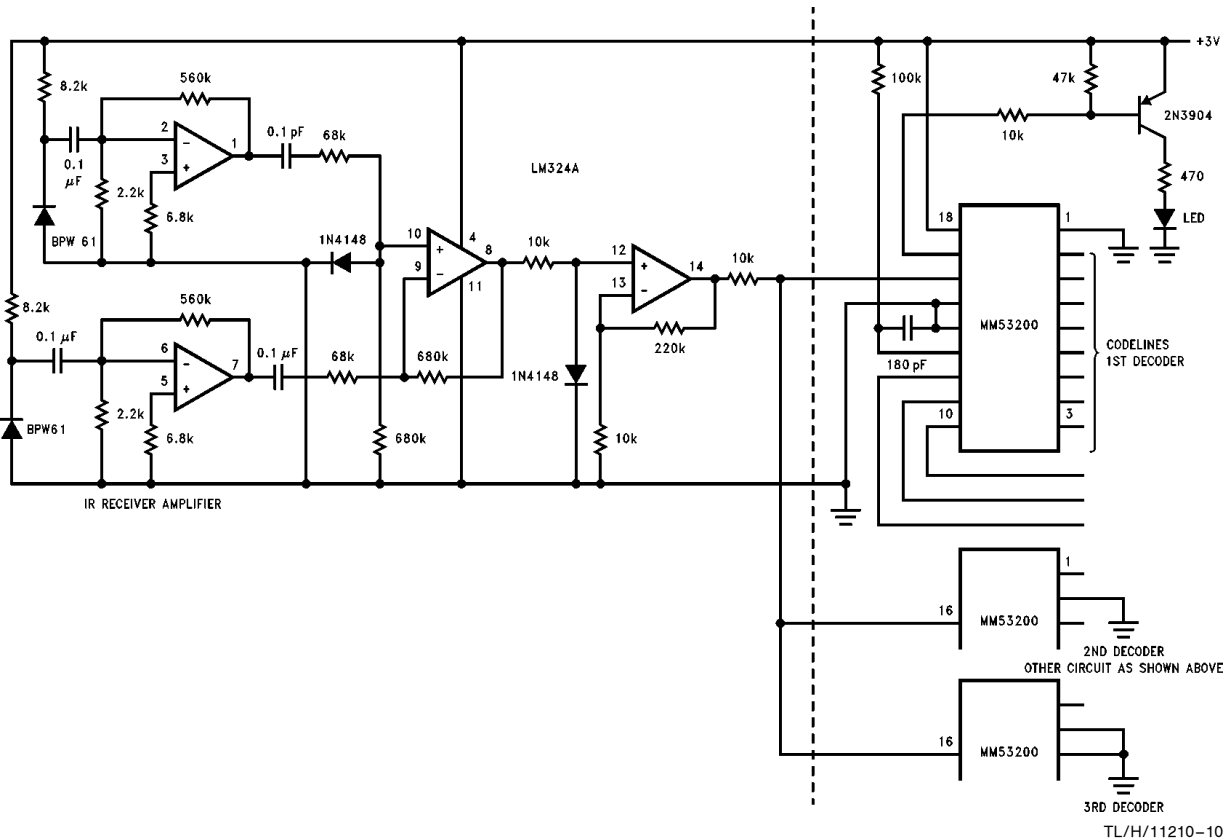 +3V
560k
8.2k
100k
47k
2N3904
2
1
0.1 pF
68k
10k
0.1
μF
3
LM324A
2.2k
470
6.8k
18
1
LED
BPW 61
1N4148
10
4
8
10k
12
14
10k
9
11
13
8.2k
560k
MM53200
CODELINES
1ST DECODER
0.1 μF
220k
6
7
0.1 μF
68k
680k
180 pF
5
1N4148
2.2k
BPW61
6.8k
680k
10k
10
3
IR RECEIVER AMPLIFIER
1
16
MM53200
2ND DECODER
OTHER CIRCUIT AS SHOWN ABOVE
16
MM53200
3RD DECODER
TL/H/11210-10